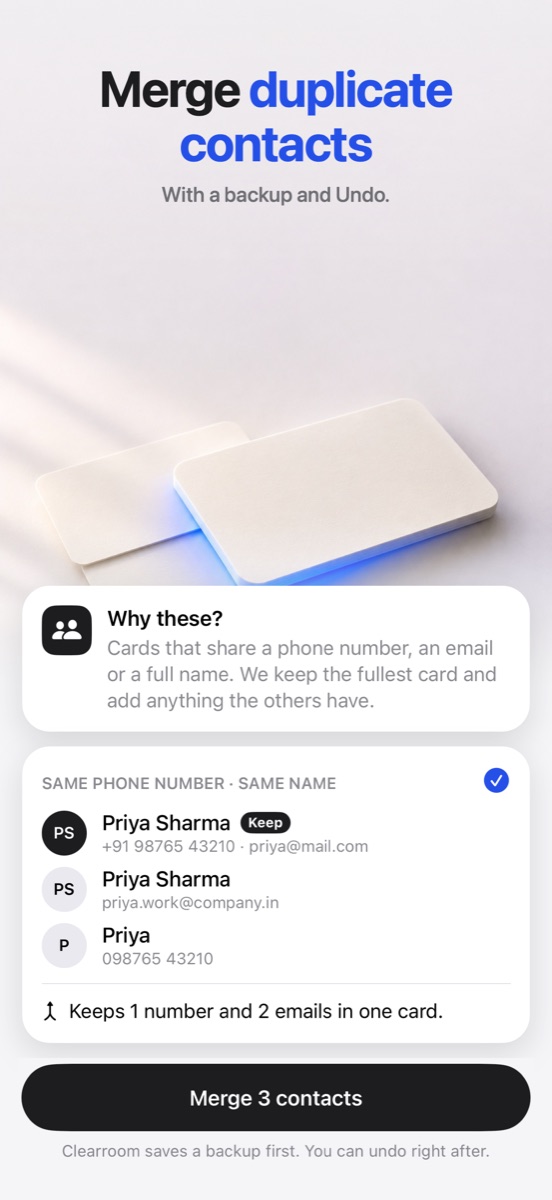 Merge duplicate
contacts
With a backup and Undo.
Why these?
Cards that share a phone number, an email
or a full name. We keep the fullest card and
add anything the others have.
SAME PHONE NUMBER · SAME NAME
PS
Priya Sharma Keep
+91 98765 43210 · priya@mail.com
PS
Priya Sharma
priya.work@company.in
P
Priya
098765 43210
Keeps 1 number and 2 emails in one card.
Merge 3 contacts
Clearroom saves a backup first. You can undo right after.